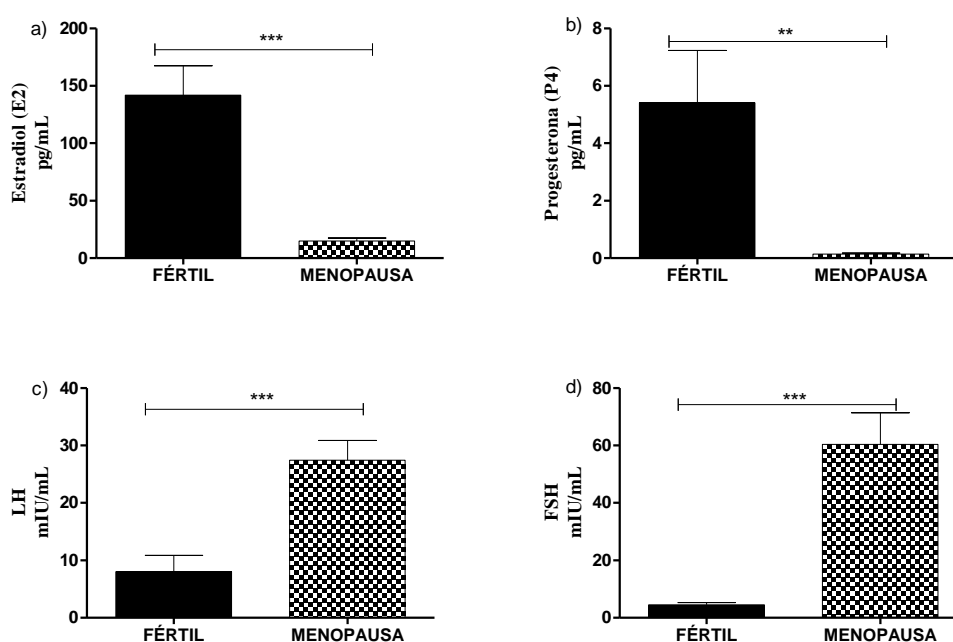 a)
Estradiol (E2)
pg/mL
200
150
100
50
0
***
FÉRTIL
MENOPAUSA
b)
Progesterona (P4)
pg/mL
8
6
4
2
0
**
FÉRTIL
MENOPAUSA
c)
LH
mIU/mL
40
30
20
10
0
***
FÉRTIL
MENOPAUSA
d)
FSH
mIU/mL
80
60
40
20
0
***
FÉRTIL
MENOPAUSA